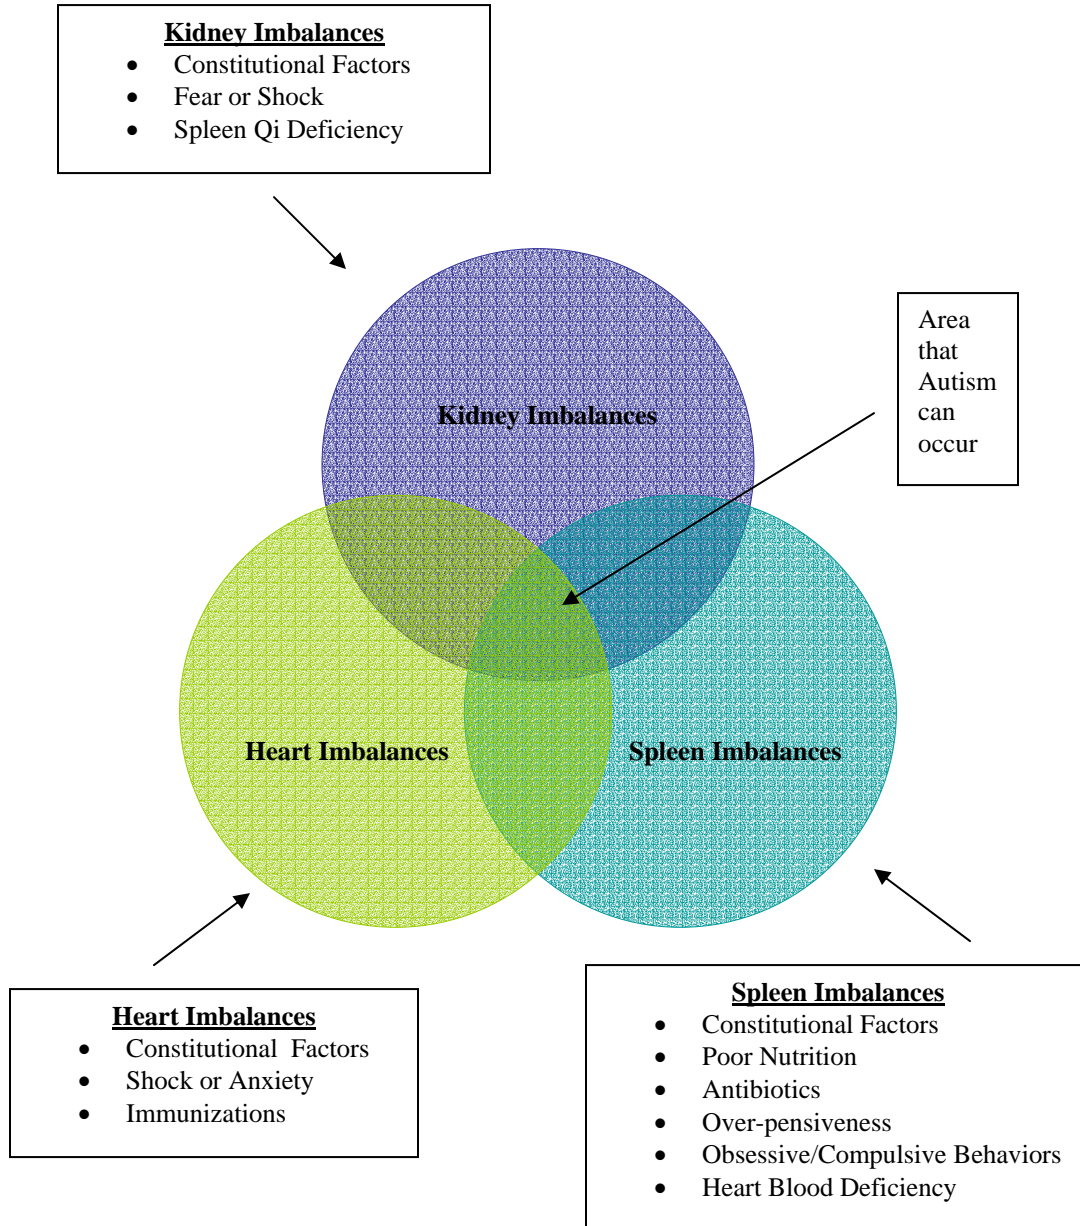 Kidney Imbalances
• Constitutional Factors
• Fear or Shock
• Spleen Qi Deficiency
Area
that
Autism
can
occur
Kidney Imbalances
Heart Imbalances
Spleen Imbalances
Heart Imbalances
• Constitutional Factors
• Shock or Anxiety
• Immunizations
Spleen Imbalances
• Constitutional Factors
• Poor Nutrition
• Antibiotics
• Over-pensiveness
• Obsessive/Compulsive Behaviors
• Heart Blood Deficiency